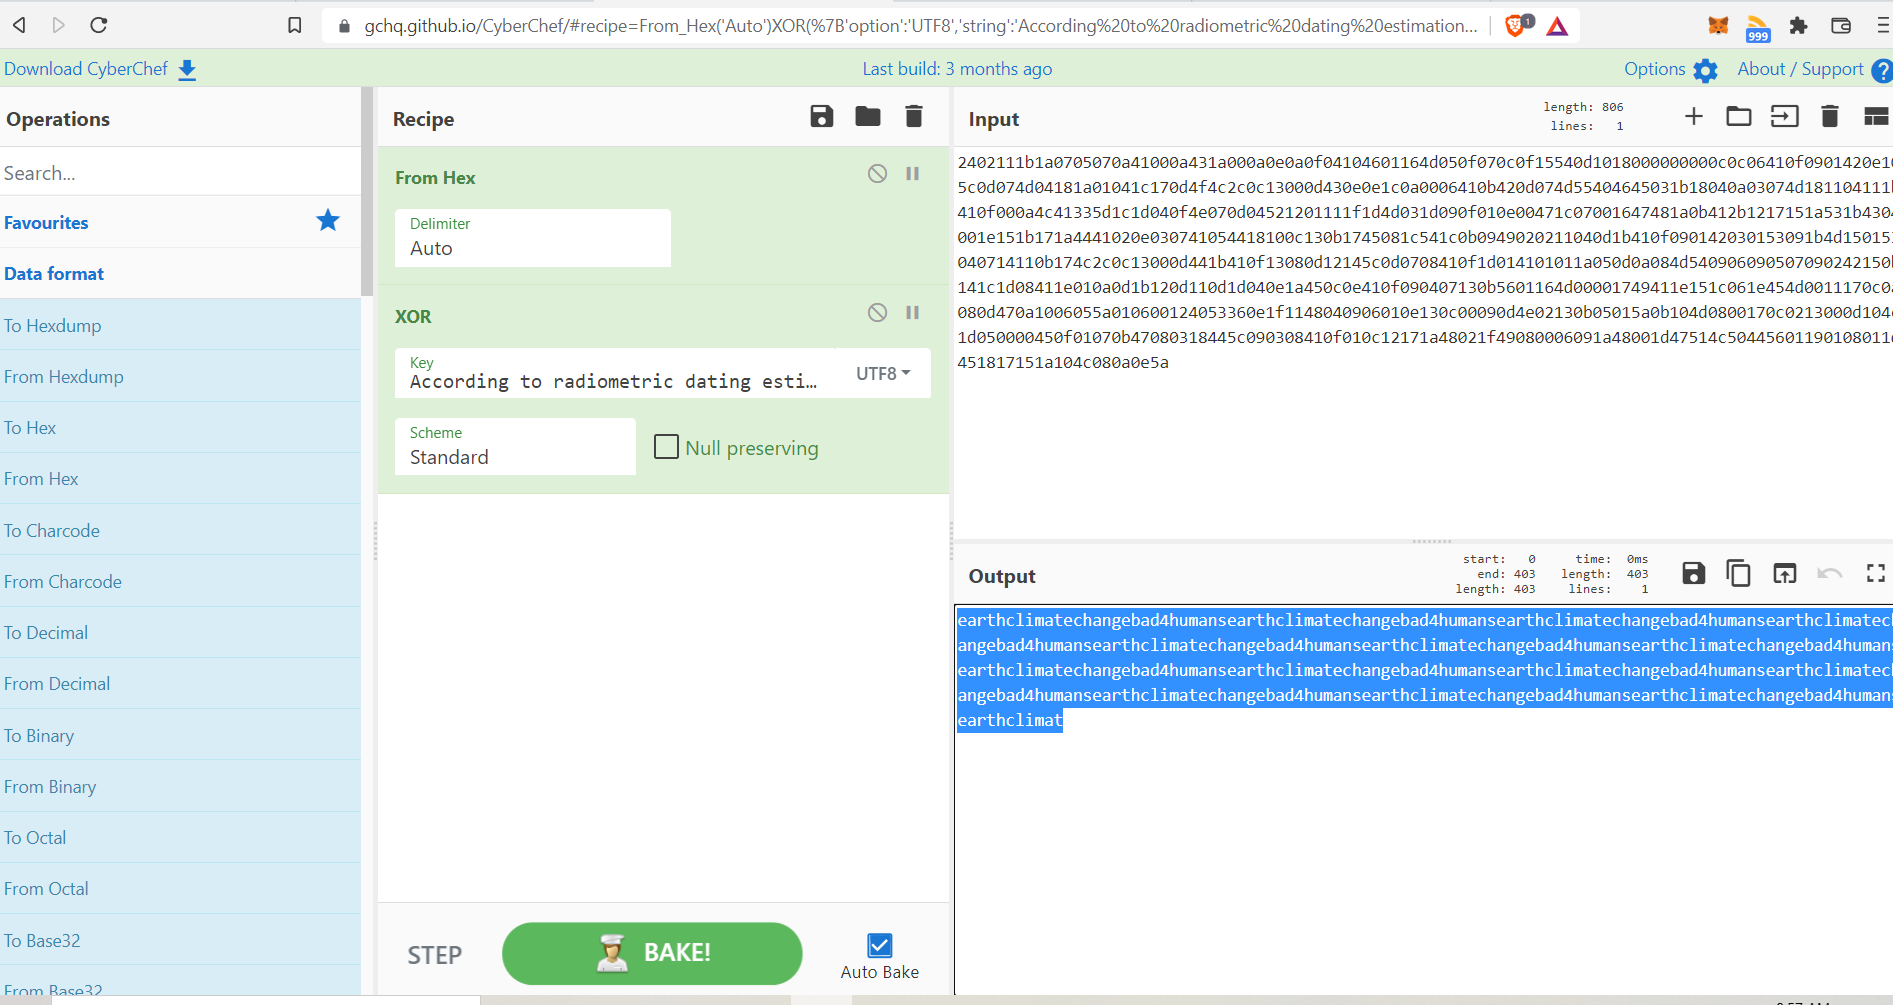 gchq.github.io/CyberChef/#recipe=From_Hex('Auto')XOR(%7B'option':'UTF8','string':'According%20to%20radiometric%20dating%20estimation...
1
999
Download CyberChef
Last build: 3 months ago
Options
About / Support
Operations
Search...
Favourites
Data format
To Hexdump
From Hexdump
To Hex
From Hex
To Charcode
From Charcode
To Decimal
From Decimal
To Binary
From Binary
To Octal
From Octal
To Base32
From Base32
Recipe
From Hex
Delimiter
Auto
XOR
Key
According to radiometric dating esti...
UTF8
Scheme
Standard
Null preserving
STEP
BAKE!
Auto Bake
Input
length: 806
lines: 1
2402111b1a0705070a41000a431a000a0e0a0f04104601164d050f070c0f15540d1018000000000c0c06410f0901420e1
5c0d074d04181a01041c170d4f4c2c0c13000d430e0e1c0a0006410b420d074d55404645031b18040a03074d181104111
410f000a4c41335d1c1d040f4e070d04521201111f1d4d031d090f010e00471c07001647481a0b412b1217151a531b430
001e151b171a4441020e030741054418100c130b1745081c541c0b0949020211040d1b410f090142030153091b4d15015
040714110b174c2c0c13000d441b410f13080d12145c0d0708410f1d014101011a050d0a084d540906090507090242150
141c1d08411e010a0d1b120d110d1d040e1a450c0e410f090407130b5601164d00001749411e151c061e454d0011170c0
080d470a1006055a010600124053360e1f1148040906010e130c00090d4e02130b05015a0b104d0800170c0213000d104
1d050000450f01070b47080318445c090308410f010c12171a48021f49080006091a48001d47514c50445601190108011
451817151a104c080a0e5a
Output
start: 0
end: 403
length: 403
time: 0ms
length: 403
lines: 1
earthclimatechangebad4humansearthclimatechangebad4humansearthclimatechangebad4humansearthclimatech
angebad4humansearthclimatechangebad4humansearthclimatechangebad4humansearthclimatechangebad4humans
earthclimatechangebad4humansearthclimatechangebad4humansearthclimatechangebad4humansearthclimatech
angebad4humansearthclimatechangebad4humansearthclimatechangebad4humansearthclimatechangebad4humans
earthclimat